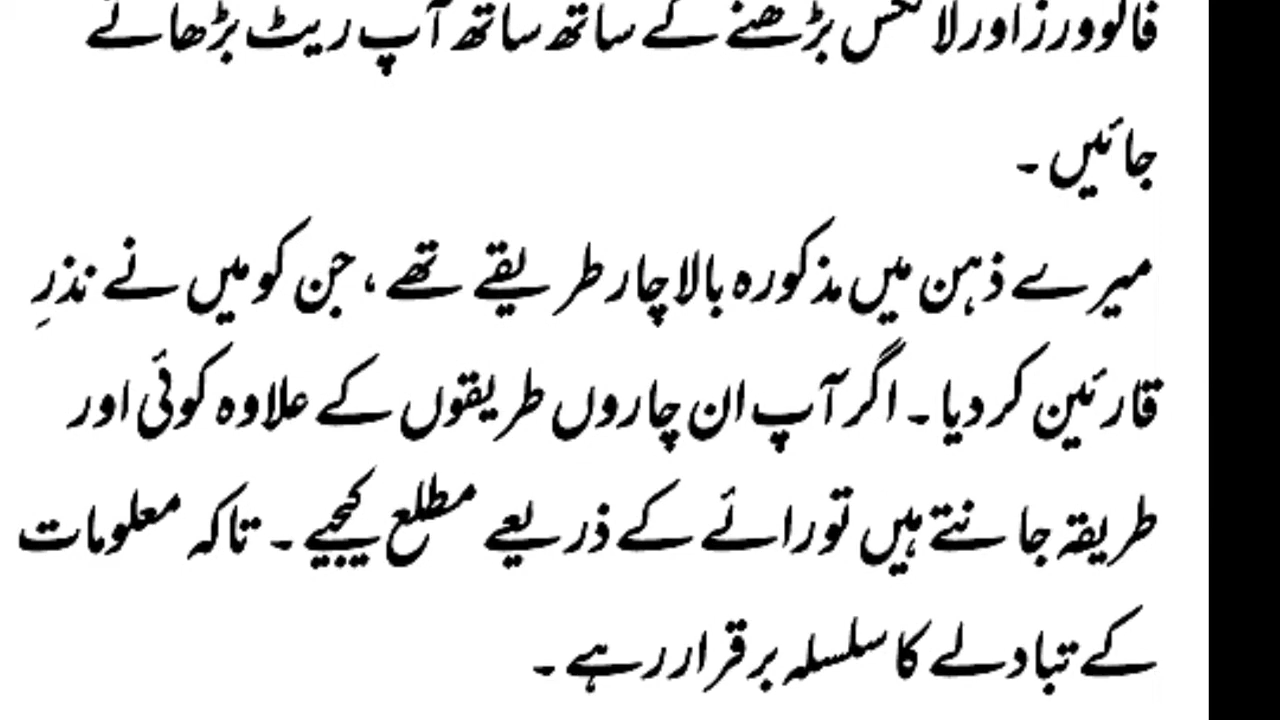 فالوورز اور لائکس بڑھنے کے ساتھ ساتھ آپ ریٹ بڑھاتے
جائیں ۔
میرے ذہن میں مذکورہ بالا چار طریقے تھے ، جن کو میں نے نذرِ
قارئین کر دیا ۔ اگر آپ ان چاروں طریقوں کے علاوہ کوئی اور
طریقہ جانتے ہیں تو رائے کے ذریعے مطلع کیجیے ۔ تاکہ معلومات
کے تبادلے کا سلسلہ برقرار رہے ۔